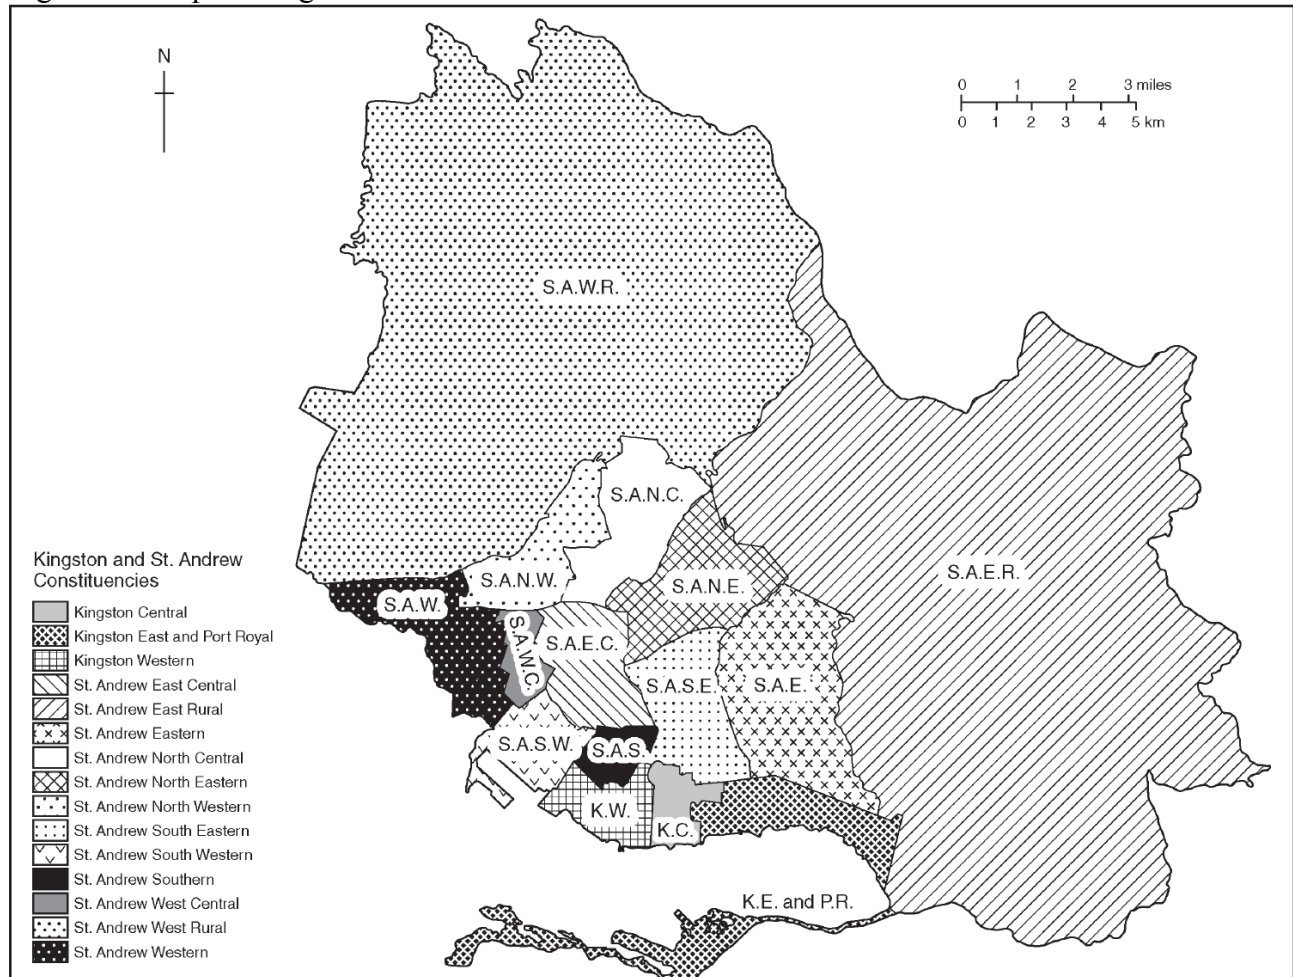 N
0 1 2 3 miles
0 1 2 3 4 5 km
S.A.W.R.
S.A.N.C.
S.A.N.W.
S.A.N.E.
S.A.E.R.
S.A.W.
S.A.W.C.
S.A.E.C.
S.A.S.E.
S.A.E.
S.A.S.W.
S.A.S.
K.W.
K.C.
K.E. and P.R.
Kingston and St. Andrew
Constituencies
Kingston Central
Kingston East and Port Royal
Kingston Western
St. Andrew East Central
St. Andrew East Rural
St. Andrew Eastern
St. Andrew North Central
St. Andrew North Eastern
St. Andrew North Western
St. Andrew South Eastern
St. Andrew South Western
St. Andrew Southern
St. Andrew West Central
St. Andrew West Rural
St. Andrew Western